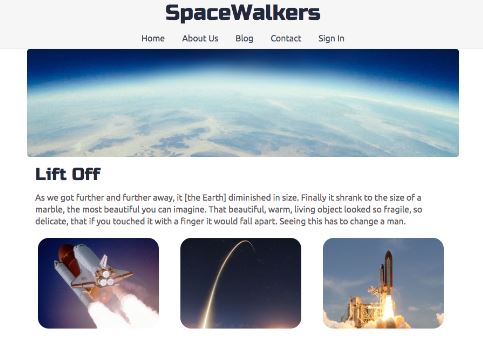 SpaceWalkers
Home About Us Blog Contact Sign In
Lift Off
As we got further and further away, it [the Earth] diminished in size. Finally it shrank to the size of a
marble, the most beautiful you can imagine. That beautiful, warm, living object looked so fragile, so
delicate, that if you touched it with a finger it would fall apart. Seeing this has to change a man.